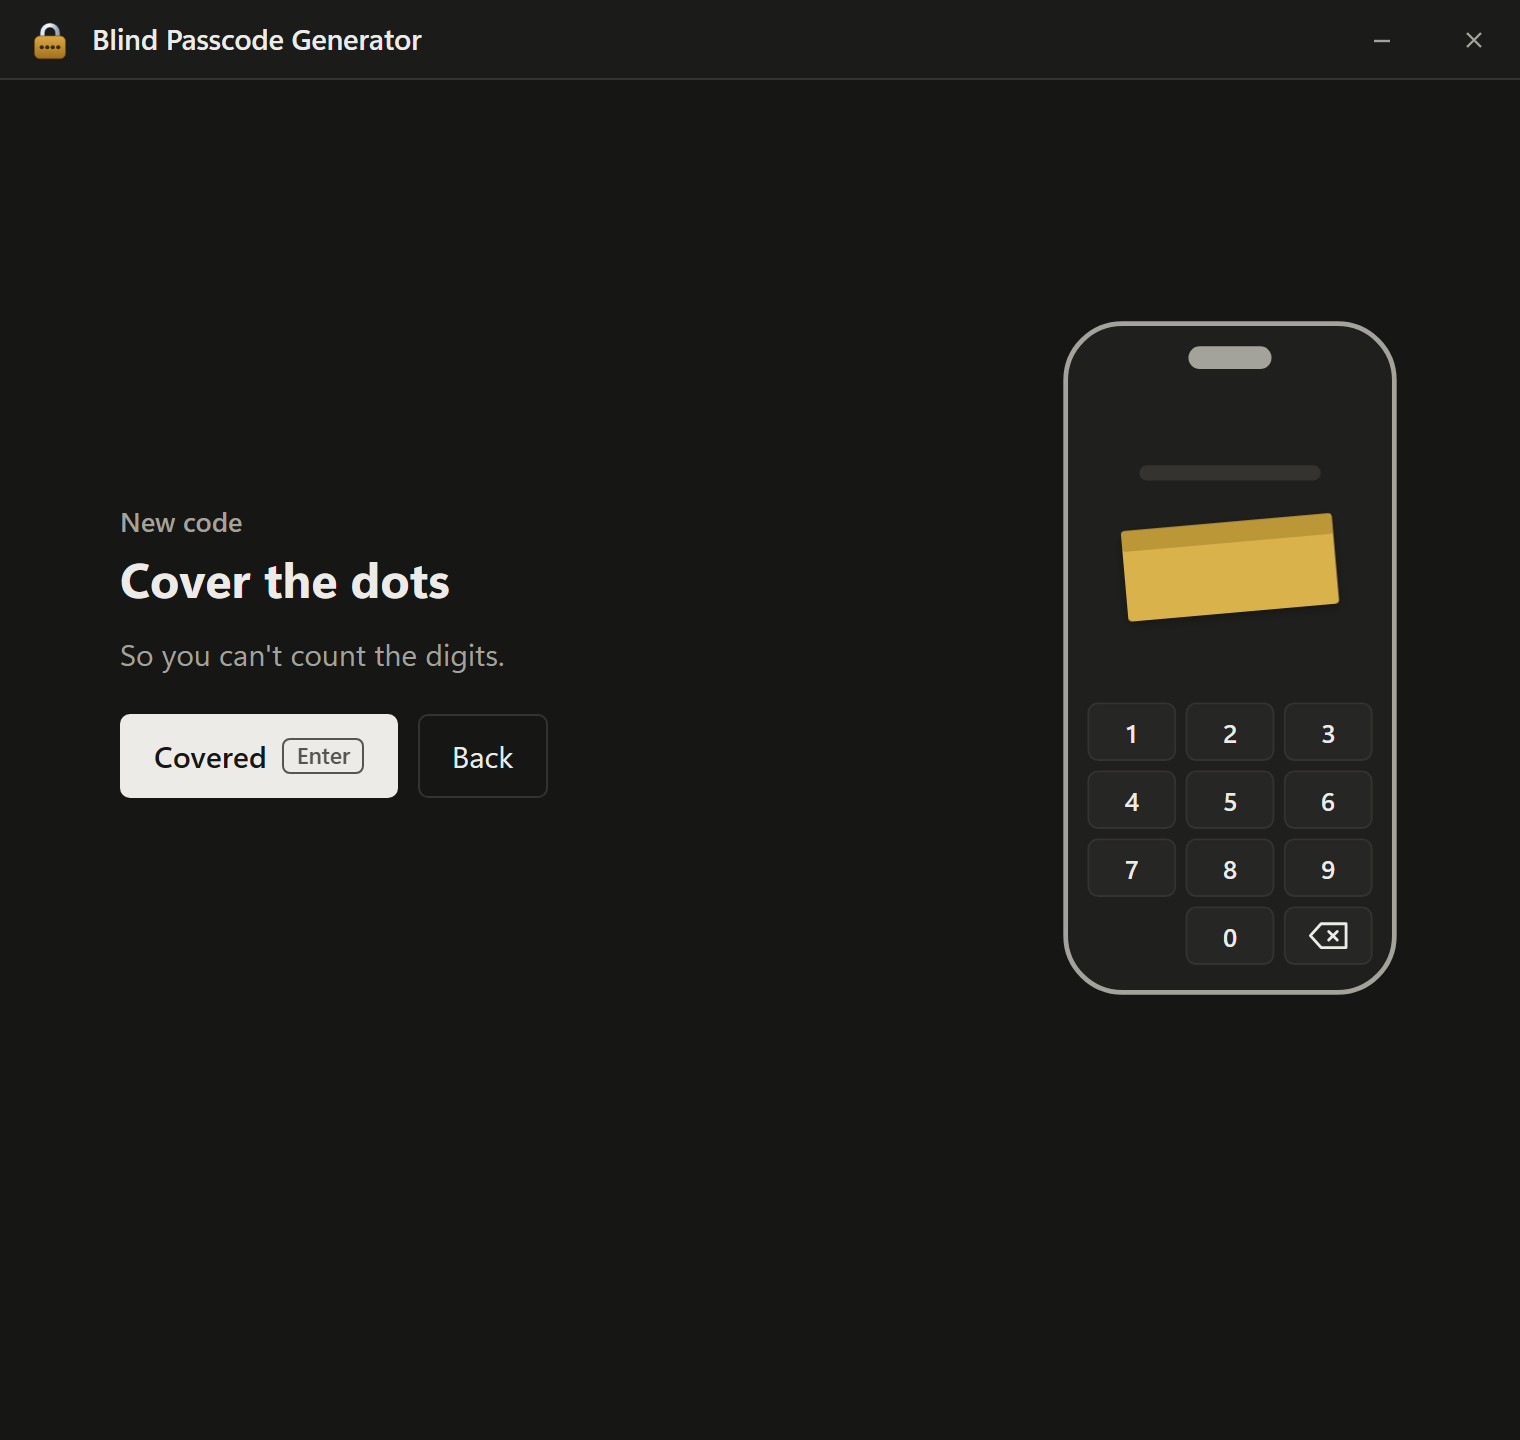 Blind Passcode Generator
New code
Cover the dots
So you can't count the digits.
Covered Enter Back
1 2 3
4 5 6
7 8 9
0